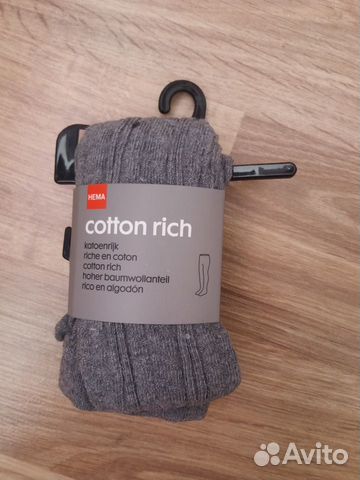 HEMA
cotton rich
katoenrijk
riche en coton
cotton rich
hoher baumwollanteil
rico en algodón
Avito